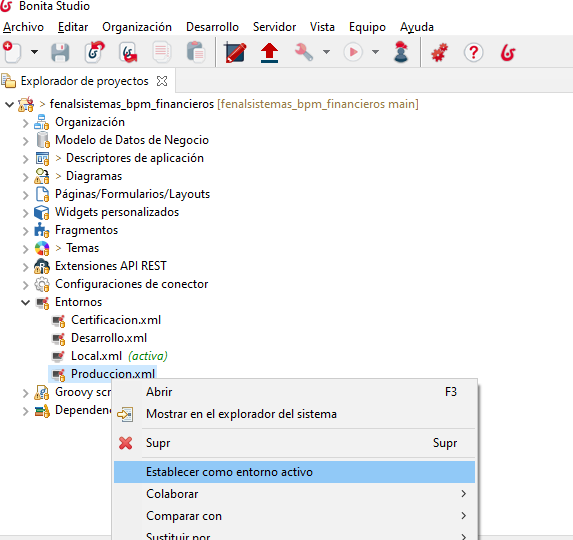 Bonita Studio
Archivo Editar Organización Desarrollo Servidor Vista Equipo Ayuda
Explorador de proyectos
> fenalsistemas_bpm_financieros [fenalsistemas_bpm_financieros main]
Organización
Modelo de Datos de Negocio
> Descriptores de aplicación
> Diagramas
Páginas/Formularios/Layouts
Widgets personalizados
Fragmentos
> Temas
Extensiones API REST
Configuraciones de conector
Entornos
Certificacion.xml
Desarrollo.xml
Local.xml (activa)
Produccion.xml
Groovy scr
Dependen
Abrir F3
Mostrar en el explorador del sistema
Supr Supr
Establecer como entorno activo
Colaborar
Comparar con
Sustituir por